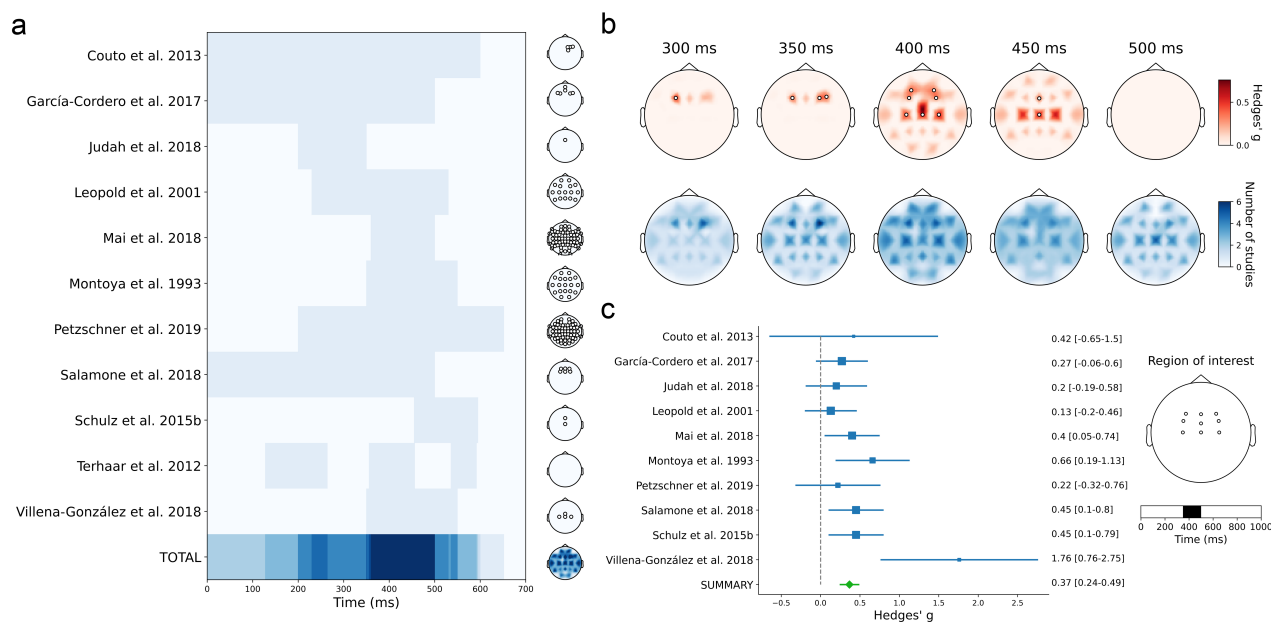 a
Couto et al. 2013
García-Cordero et al. 2017
Judah et al. 2018
Leopold et al. 2001
Mai et al. 2018
Montoya et al. 1993
Petzschner et al. 2019
Salamone et al. 2018
Schulz et al. 2015b
Terhaar et al. 2012
Villena-González et al. 2018
TOTAL
0 100 200 300 400 500 600 700
Time (ms)
b
300 ms 350 ms 400 ms 450 ms 500 ms
0.5
0.0
Hedges' g
6
4
2
0
Number of studies
c
Couto et al. 2013 0.42 [-0.65-1.5]
García-Cordero et al. 2017 0.27 [-0.06-0.6]
Judah et al. 2018 0.2 [-0.19-0.58]
Leopold et al. 2001 0.13 [-0.2-0.46]
Mai et al. 2018 0.4 [0.05-0.74]
Montoya et al. 1993 0.66 [0.19-1.13]
Petzschner et al. 2019 0.22 [-0.32-0.76]
Salamone et al. 2018 0.45 [0.1-0.8]
Schulz et al. 2015b 0.45 [0.1-0.79]
Villena-González et al. 2018 1.76 [0.76-2.75]
SUMMARY 0.37 [0.24-0.49]
−0.5 0.0 0.5 1.0 1.5 2.0 2.5
Hedges' g
Region of interest
0 200 400 600 800 1000
Time (ms)